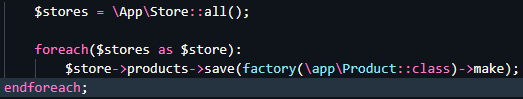 $stores = \App\Store::all();
foreach($stores as $store):
$store->products->save(factory(\app\Product::class)->make);
endforeach;